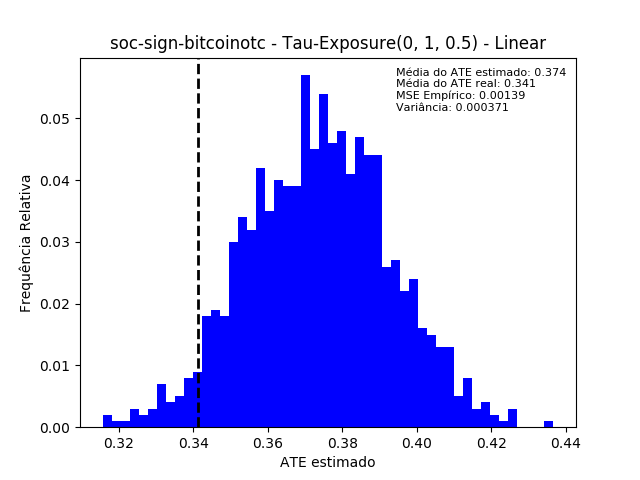 soc-sign-bitcoinotc - Tau-Exposure(0, 1, 0.5) - Linear
Média do ATE estimado: 0.374
Média do ATE real: 0.341
MSE Empírico: 0.00139
Variância: 0.000371
Frequência Relativa
0.05
0.04
0.03
0.02
0.01
0.00
0.32 0.34 0.36 0.38 0.40 0.42 0.44
ATE estimado